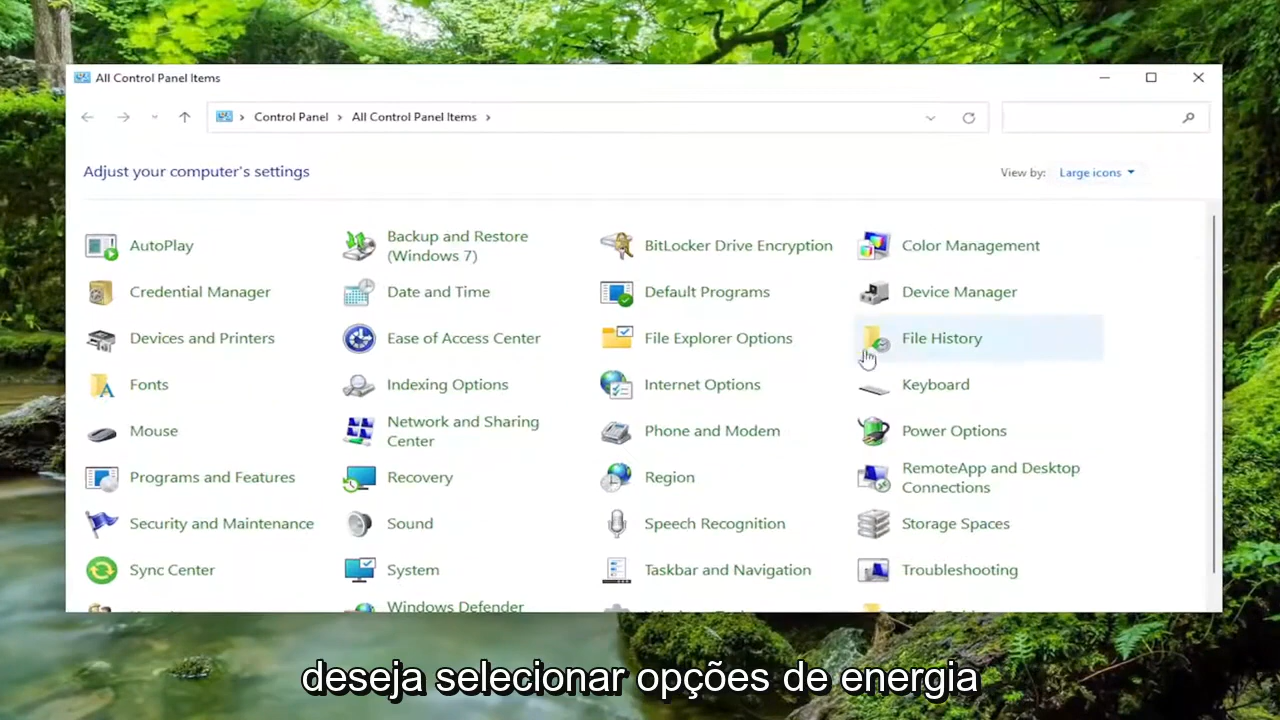 All Control Panel Items
Control Panel › All Control Panel Items ›
Adjust your computer's settings
View by: Large icons
AutoPlay
Backup and Restore
(Windows 7)
BitLocker Drive Encryption
Color Management
Credential Manager
Date and Time
Default Programs
Device Manager
Devices and Printers
Ease of Access Center
File Explorer Options
File History
Fonts
Indexing Options
Internet Options
Keyboard
Mouse
Network and Sharing
Center
Phone and Modem
Power Options
Programs and Features
Recovery
Region
RemoteApp and Desktop
Connections
Security and Maintenance
Sound
Speech Recognition
Storage Spaces
Sync Center
System
Taskbar and Navigation
Troubleshooting
Windows Defender
deseja selecionar opções de energia